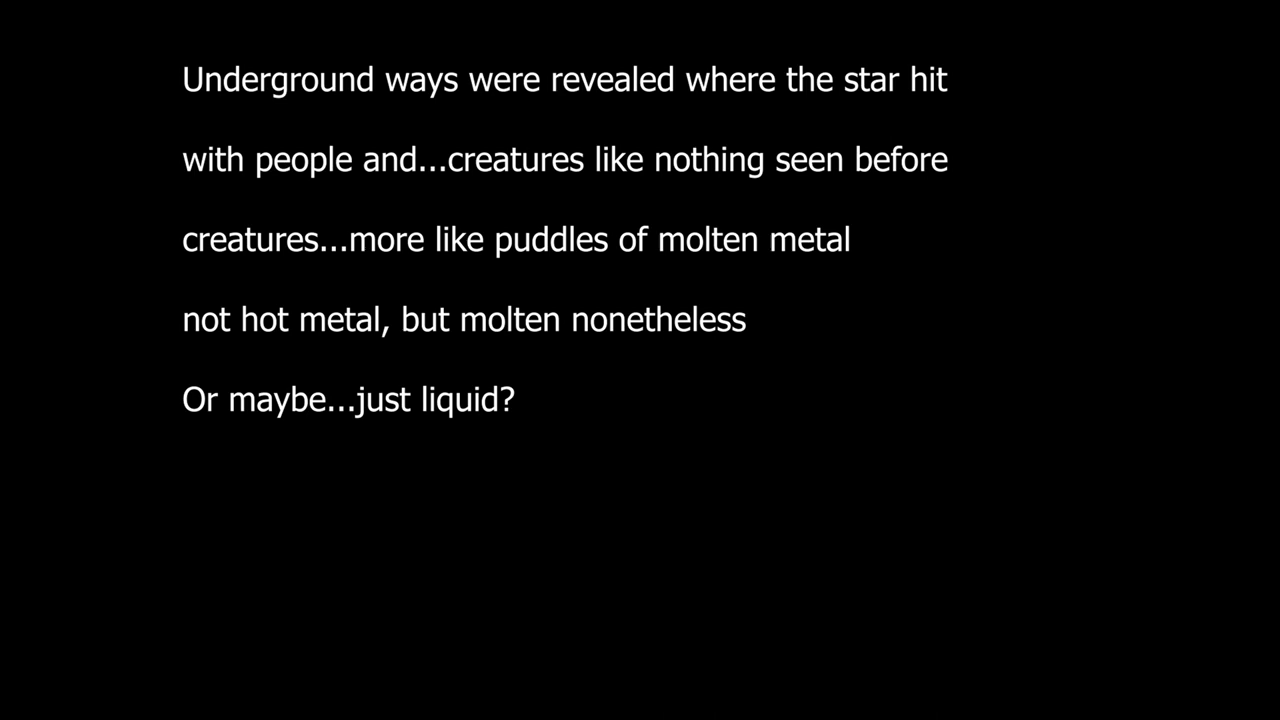 Underground ways were revealed where the star hit
with people and...creatures like nothing seen before
creatures...more like puddles of molten metal
not hot metal, but molten nonetheless
Or maybe...just liquid?